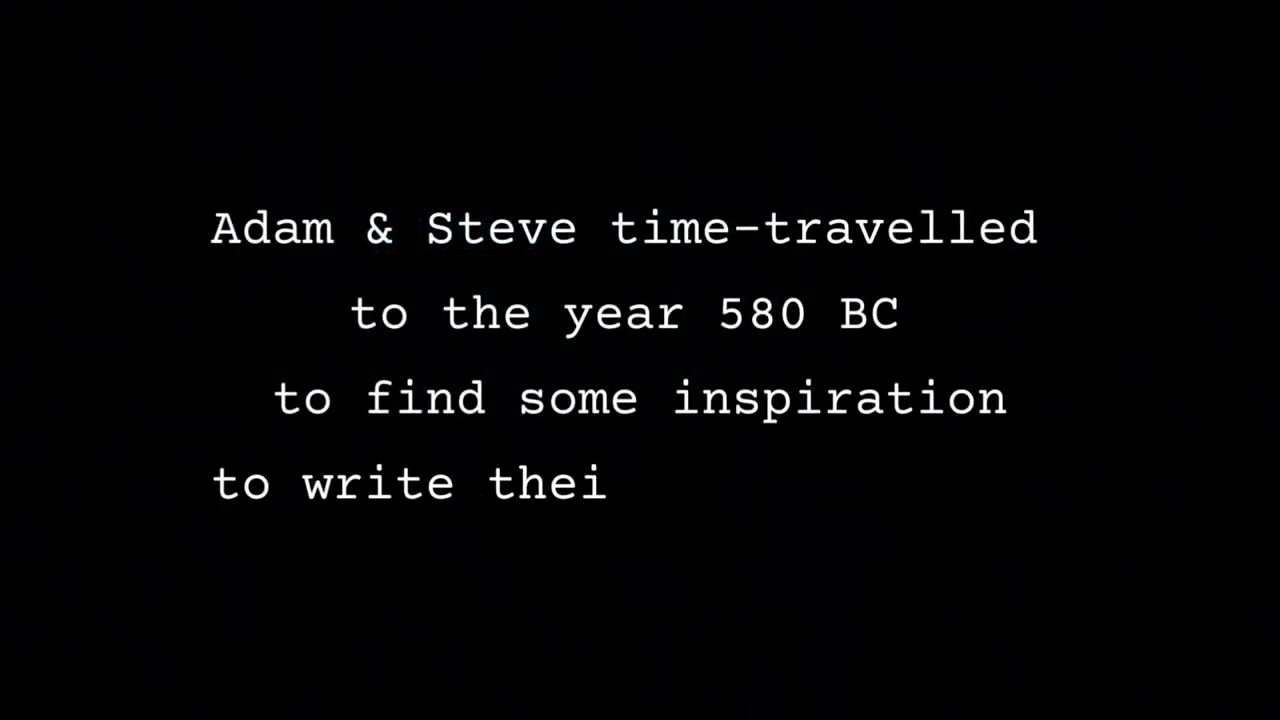 Adam & Steve time-travelled
to the year 580 BC
to find some inspiration
to write thei